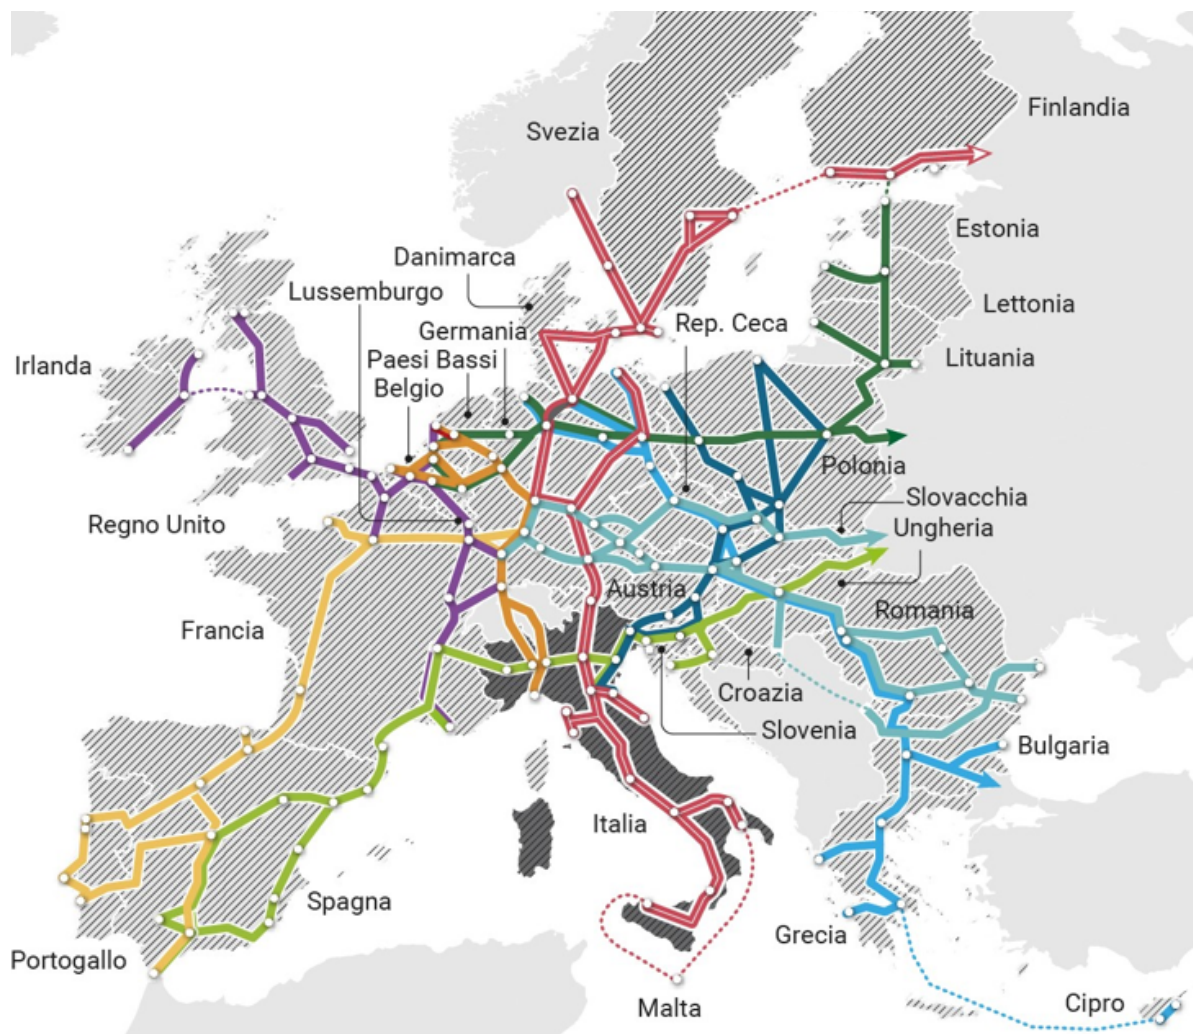 Finlandia
Svezia
Estonia
Danimarca
Lussemburgo
Lettonia
Germania
Rep. Ceca
Irlanda
Paesi Bassi
Lituania
Belgio
Polonia
Slovacchia
Regno Unito
Ungheria
Austria
Romania
Francia
Croazia
Slovenia
Bulgaria
Italia
Spagna
Grecia
Portogallo
Malta
Cipro